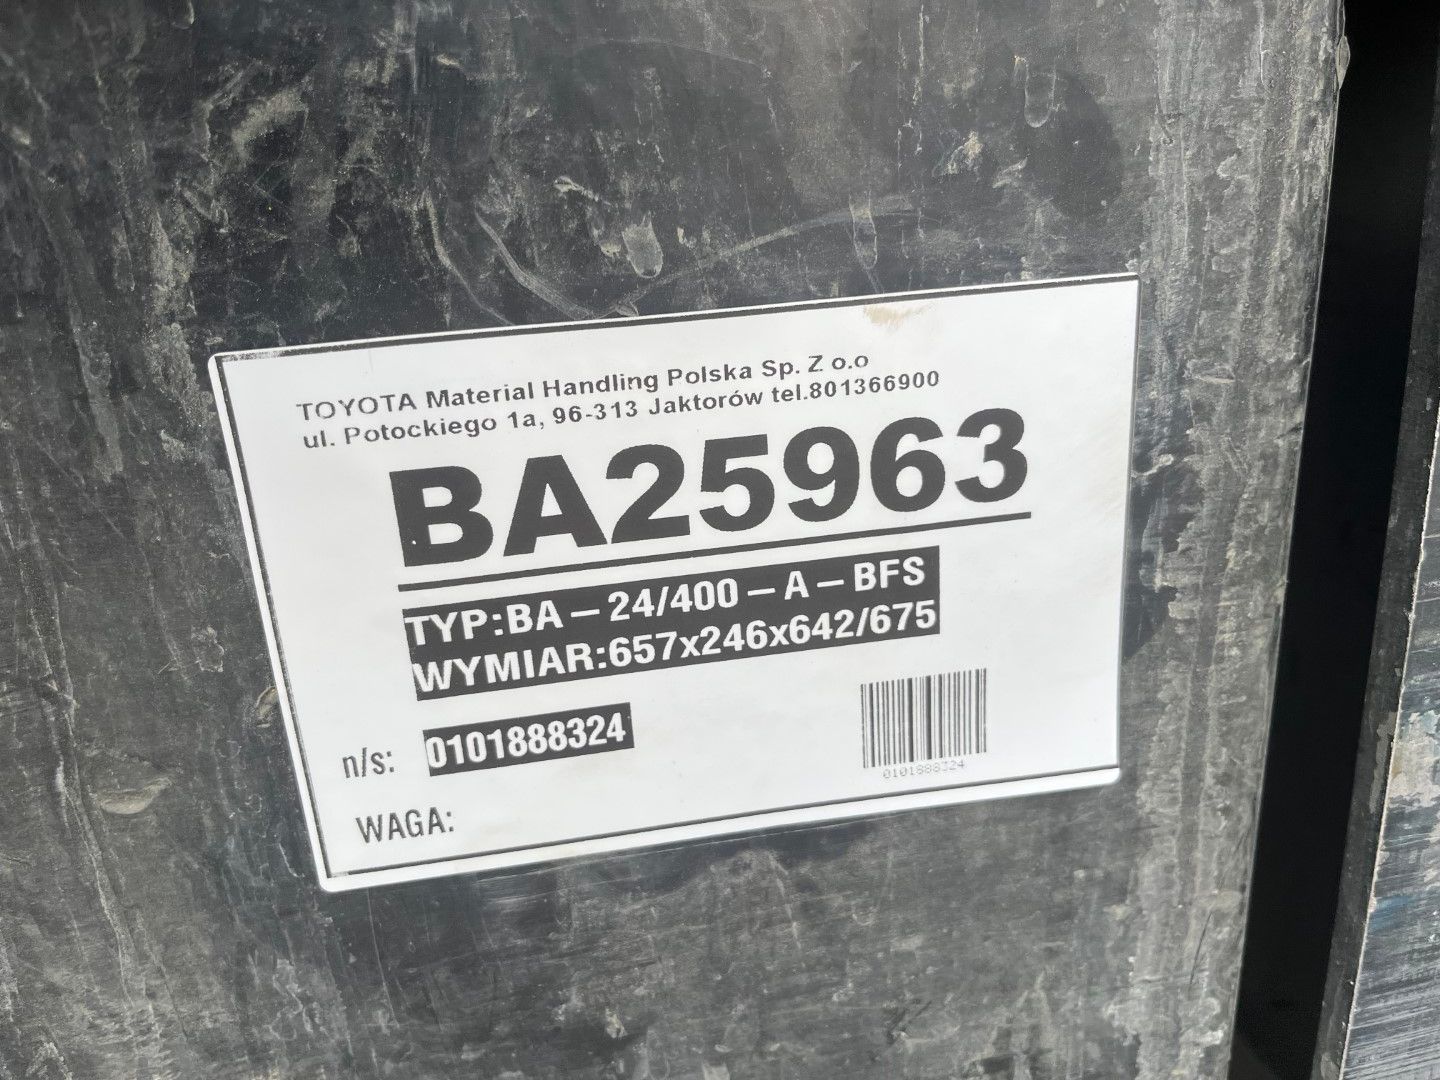 TOYOTA Material Handling Polska Sp. Z o.o
ul. Potockiego 1a, 96-313 Jaktorów tel.801366900
BA25963
TYP:BA – 24/400 – A – BFS
WYMIAR:657x246x642/675
n/s: 0101888324
0101888324
WAGA: